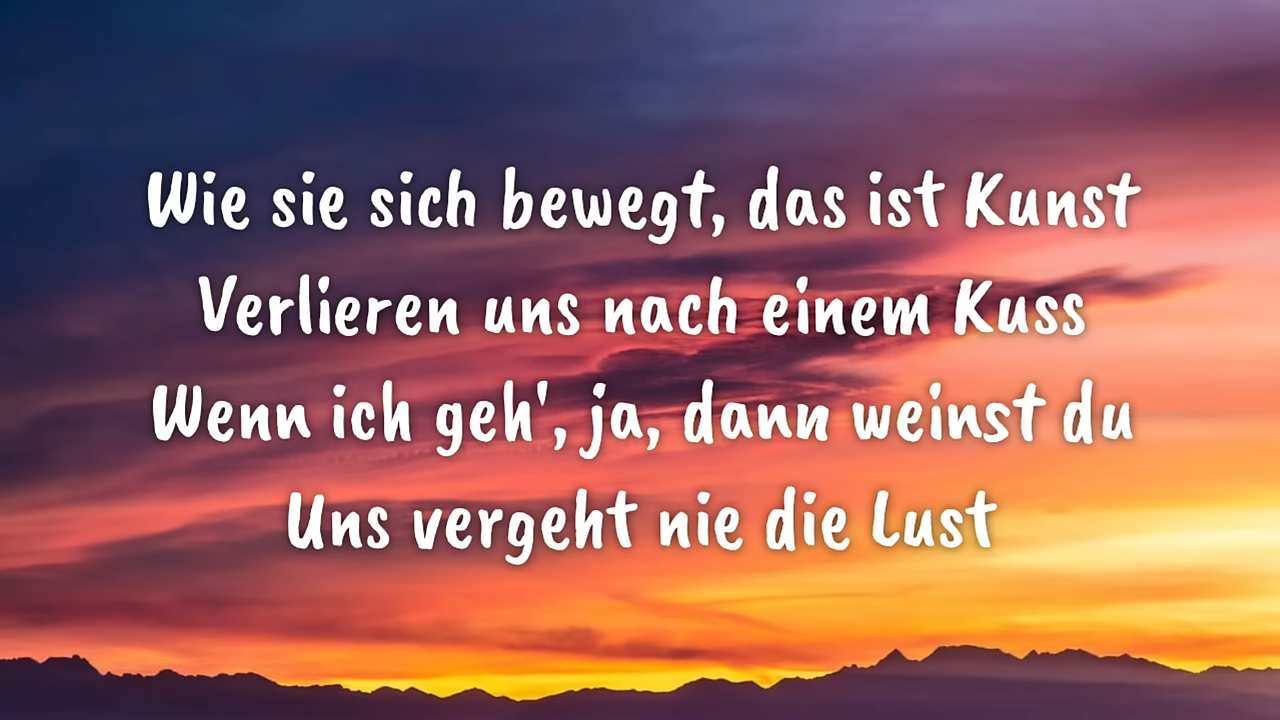 Wie sie sich bewegt, das ist Kunst
Verlieren uns nach einem Kuss
Wenn ich geh', ja, dann weinst du
Uns vergeht nie die Lust